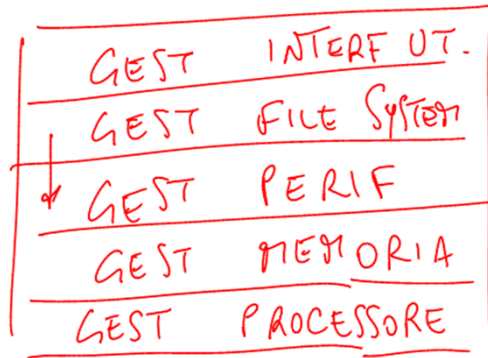 GEST INTERF UT.
GEST FILE SYSTEM
GEST PERIF
GEST MEMORIA
GEST PROCESSORE